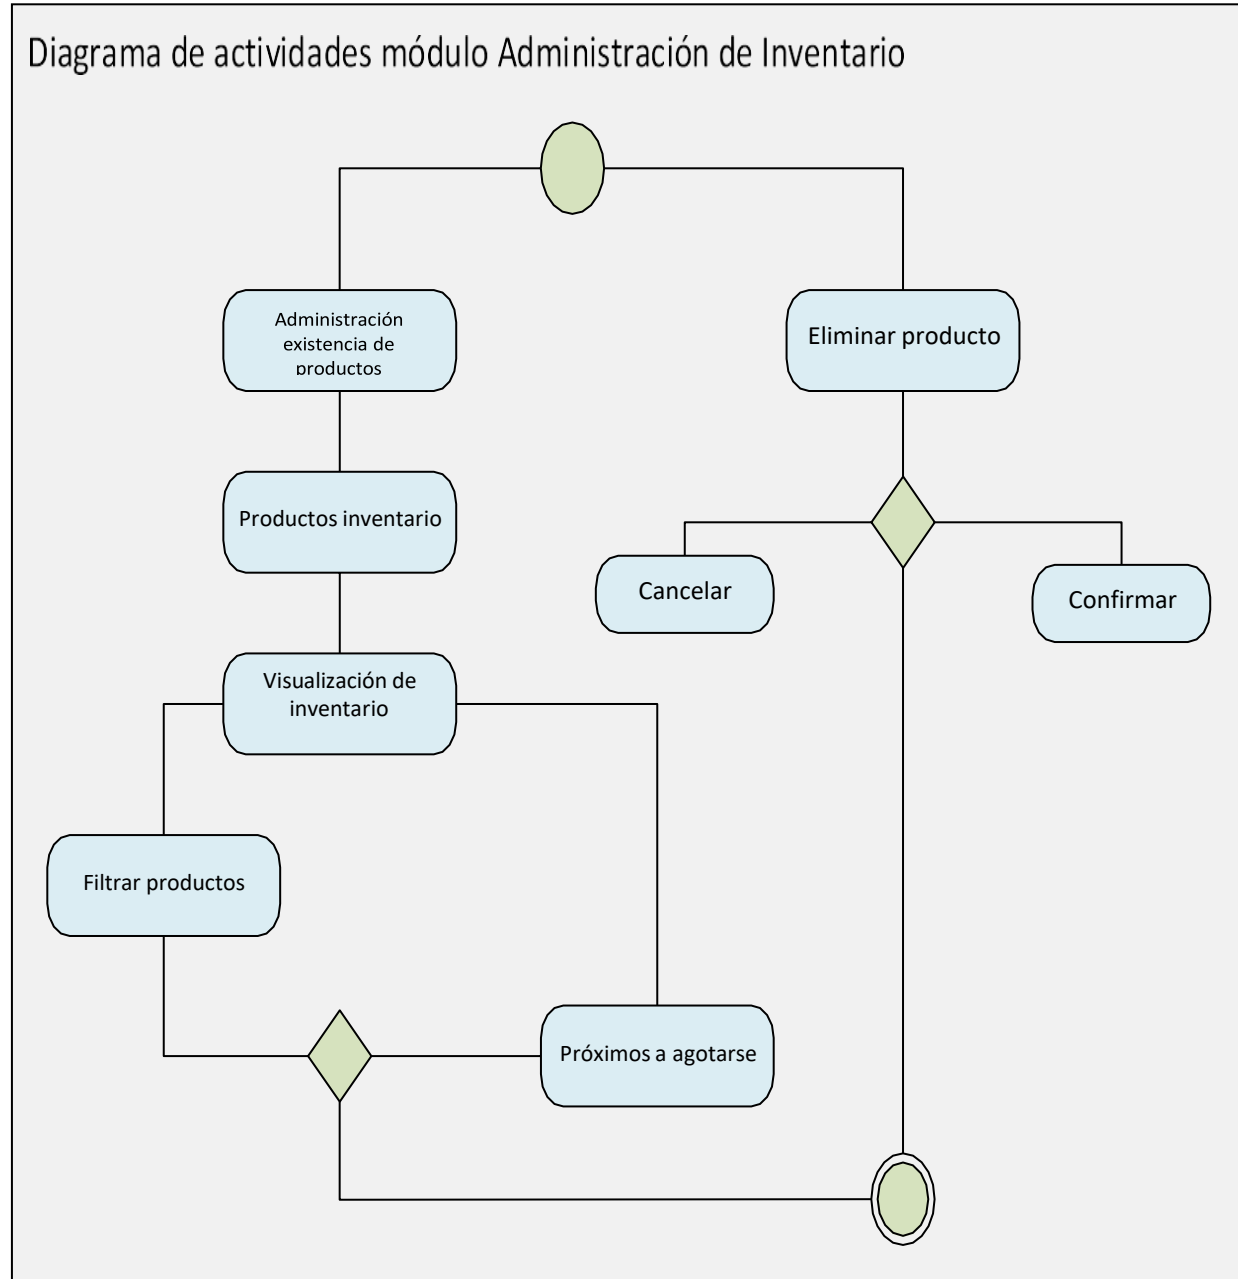 Diagrama de actividades módulo Administración de Inventario
Administración
existencia de
productos
Eliminar producto
Productos inventario
Cancelar
Confirmar
Visualización de
inventario
Filtrar productos
Próximos a agotarse